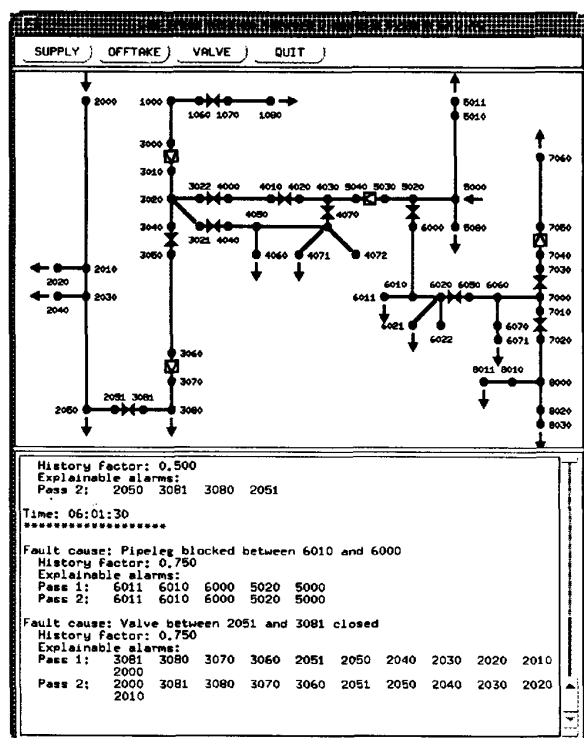 SUPPLY OFFTAKE VALVE QUIT
2000 1000 1060 1070 1080 5011
5010
3000 7060
3010
3022 4000 4010 4020 4030 5040 5030 5020 5000
3020
3040 3021 4040 4050 4070 6000 5080 7050
3050 4060 4071 4072 7040
2010 7030
2020
2030 6011 6010 6020 6050 6060 7000
2040 7010
6021 6022 6070 7020
6071
3060
3070 8011 8010 8000
2051 3081
2050 3080 8020
8030
History factor: 0.500
Explainable alarms:
Pass 2: 2050 3081 3080 2051
Time: 06:01:30
********************
Fault cause: Pipeleg blocked between 6010 and 6000
History factor: 0.750
Explainable alarms:
Pass 1: 6011 6010 6000 5020 5000
Pass 2: 6011 6010 6000 5020 5000
Fault cause: Valve between 2051 and 3081 closed
History factor: 0.750
Explainable alarms:
Pass 1: 3081 3080 3070 3060 2051 2050 2040 2030 2020 2010
2000
Pass 2: 2000 3081 3080 3070 3060 2051 2050 2040 2030 2020
2010